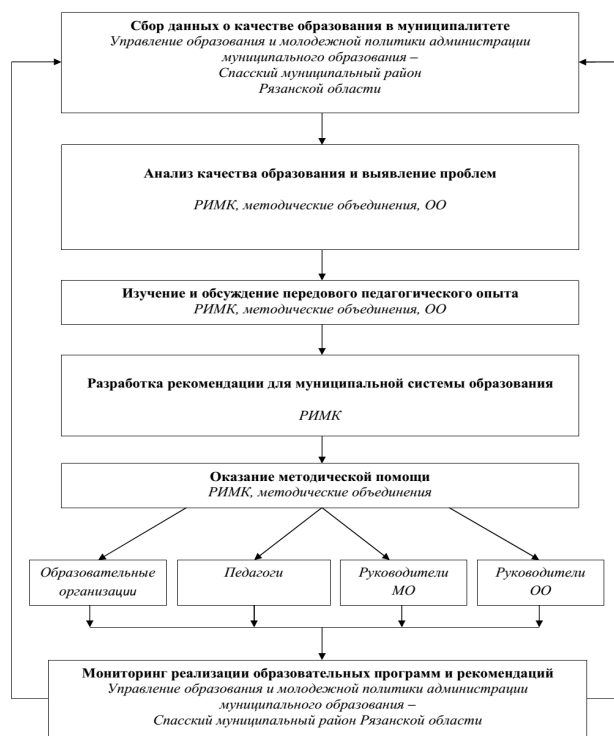 Сбор данных о качестве образования в муниципалитете
Управление образования и молодежной политики администрации
муниципального образования –
Спасский муниципальный район
Рязанской области
Анализ качества образования и выявление проблем
РИМК, методические объединения, ОО
Изучение и обсуждение передового педагогического опыта
РИМК, методические объединения, ОО
Разработка рекомендации для муниципальной системы образования
РИМК
Оказание методической помощи
РИМК, методические объединения
Образовательные
организации
Педагоги
Руководители
МО
Руководители
ОО
Мониторинг реализации образовательных программ и рекомендаций
Управление образования и молодежной политики администрации
муниципального образования –
Спасский муниципальный район Рязанской области